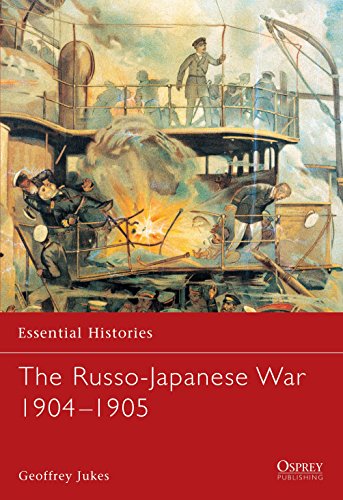 Essential Histories
The Russo-Japanese War
1904–1905
Geoffrey Jukes
OSPREY
PUBLISHING